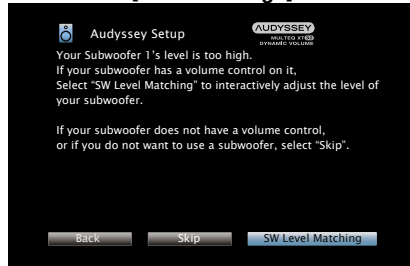 Audyssey Setup
AUDYSSEY
MULTEQ XT32
DYNAMIC VOLUME
Your Subwoofer 1's level is too high.
If your subwoofer has a volume control on it,
Select “SW Level Matching” to interactively adjust the level of
your subwoofer.
If your subwoofer does not have a volume control,
or if you do not want to use a subwoofer, select “Skip”.
Back Skip SW Level Matching